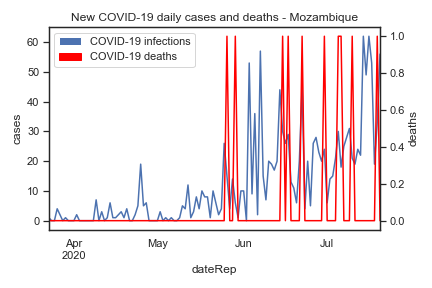 New COVID-19 daily cases and deaths - Mozambique
COVID-19 infections
COVID-19 deaths
60
50
40
30
20
10
0
cases
1.0
0.8
0.6
0.4
0.2
0.0
deaths
Apr
2020
May
Jun
Jul
dateRep